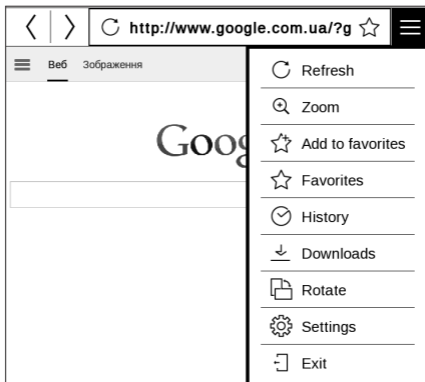 http://www.google.com.ua/?g
Веб Зображення
Goog
Refresh
Zoom
Add to favorites
Favorites
History
Downloads
Rotate
Settings
Exit